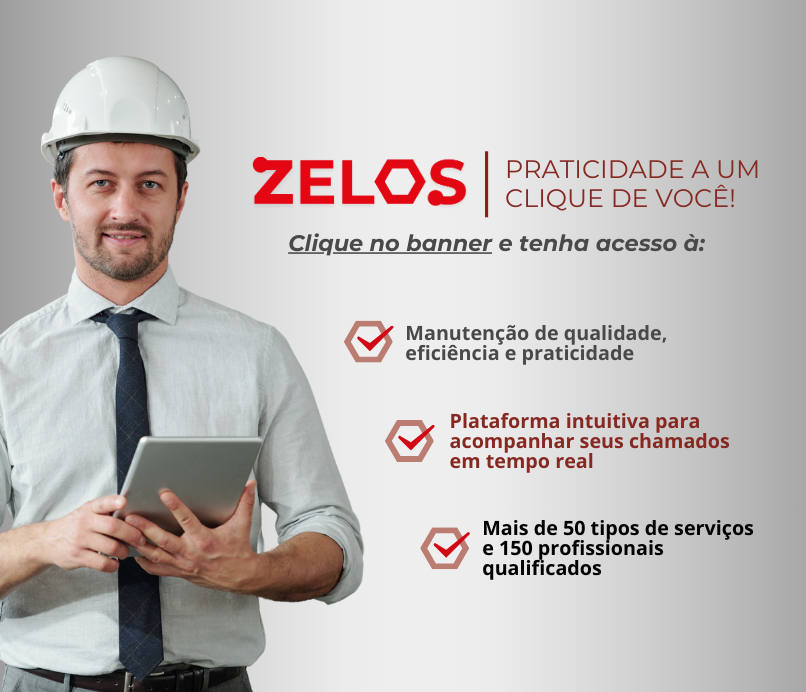 ZELOS
PRATICIDADE A UM
CLIQUE DE VOCÊ!
Clique no banner e tenha acesso à:
Manutenção de qualidade,
eficiência e praticidade
Plataforma intuitiva para
acompanhar seus chamados
em tempo real
Mais de 50 tipos de serviços
e 150 profissionais
qualificados